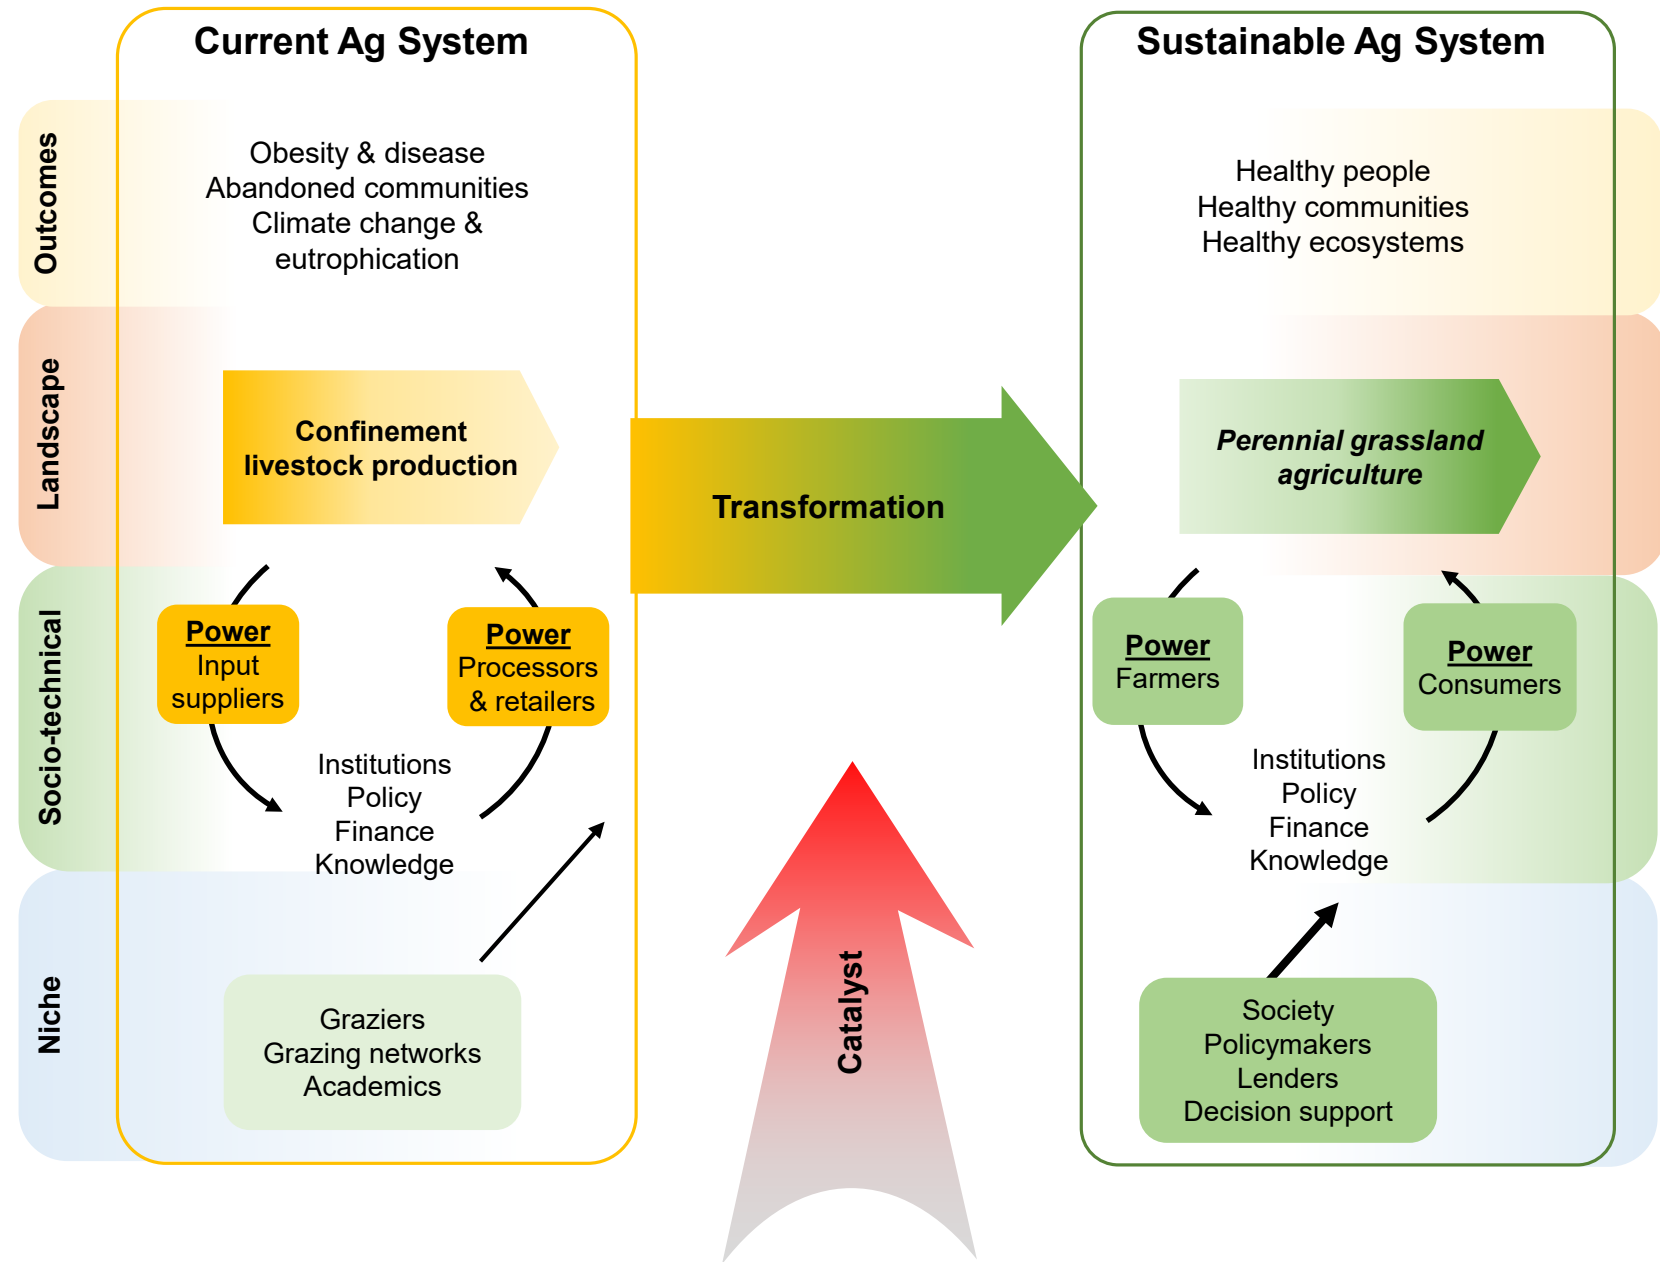 Current Ag System
Outcomes
Obesity & disease
Abandoned communities
Climate change &
eutrophication
Landscape
Confinement
livestock production
Socio-technical
Power
Input
suppliers
Power
Processors
& retailers
Institutions
Policy
Finance
Knowledge
Niche
Graziers
Grazing networks
Academics
Transformation
Catalyst
Sustainable Ag System
Healthy people
Healthy communities
Healthy ecosystems
Perennial grassland
agriculture
Power
Farmers
Power
Consumers
Institutions
Policy
Finance
Knowledge
Society
Policymakers
Lenders
Decision support